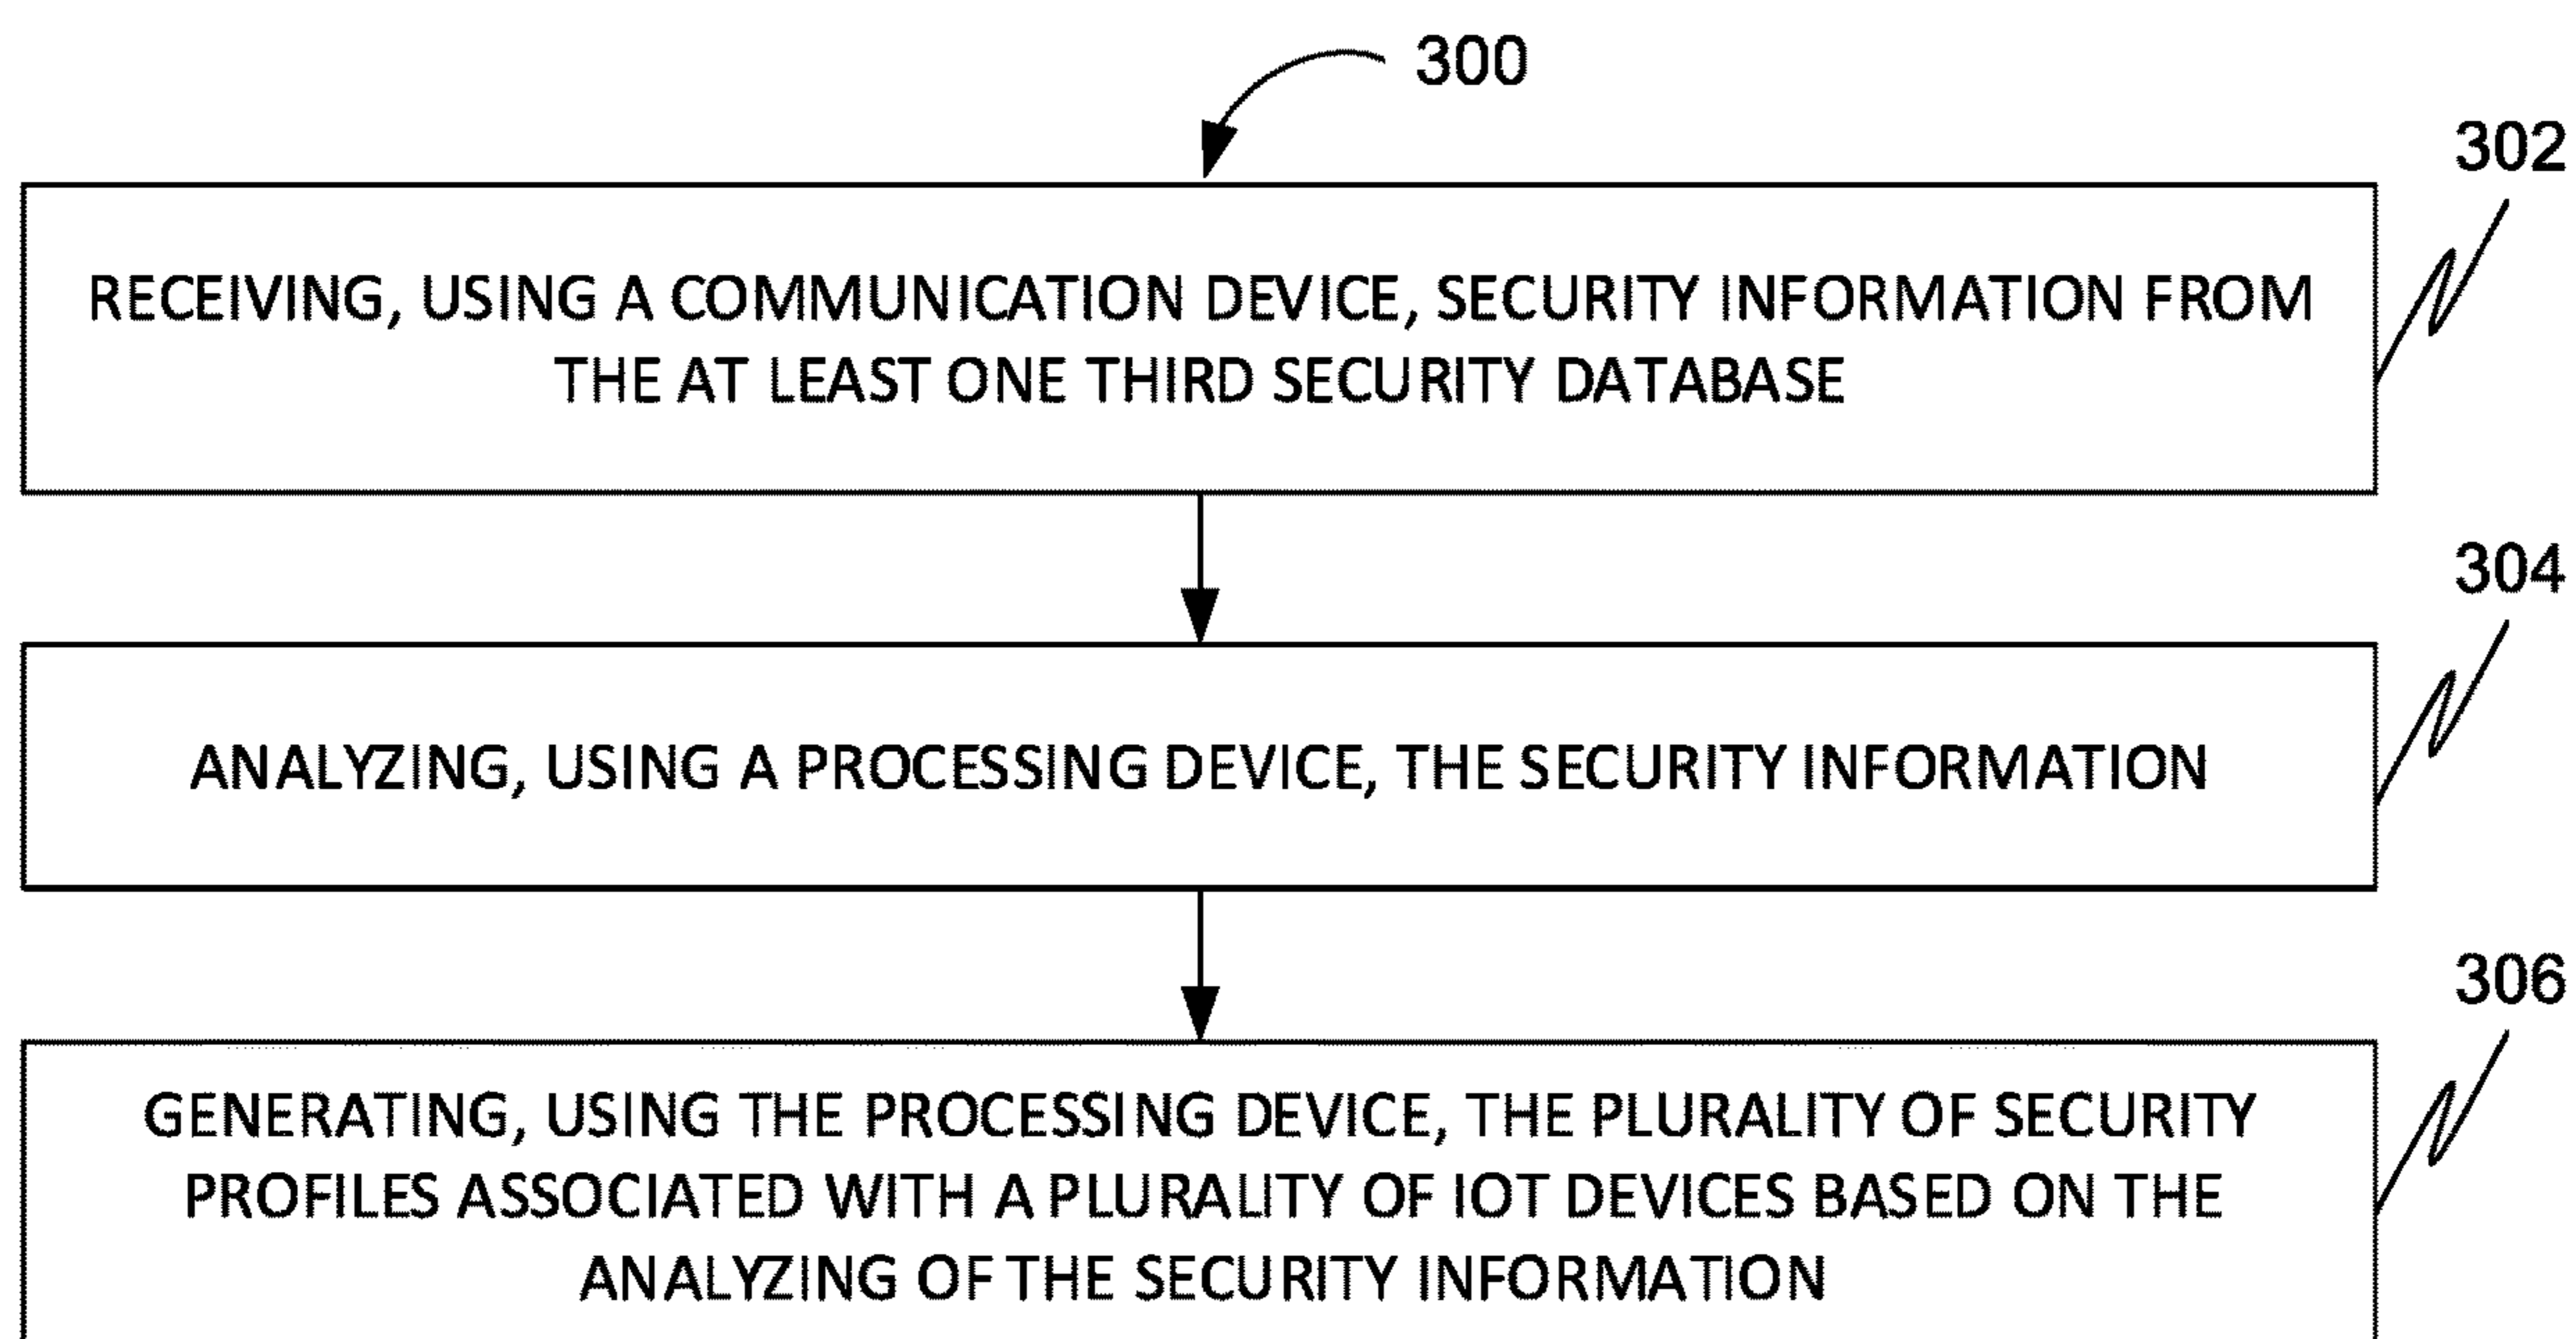 300
302
RECEIVING, USING A COMMUNICATION DEVICE, SECURITY INFORMATION FROM
THE AT LEAST ONE THIRD SECURITY DATABASE
304
ANALYZING, USING A PROCESSING DEVICE, THE SECURITY INFORMATION
306
GENERATING, USING THE PROCESSING DEVICE, THE PLURALITY OF SECURITY
PROFILES ASSOCIATED WITH A PLURALITY OF IOT DEVICES BASED ON THE
ANALYZING OF THE SECURITY INFORMATION